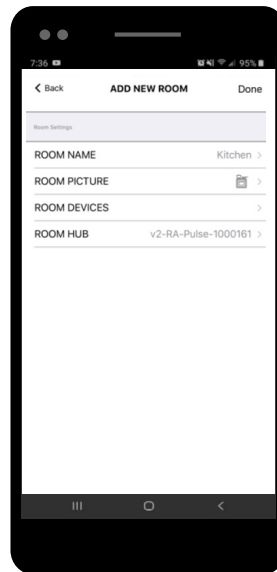 7:36 95%
Back ADD NEW ROOM Done
Room Settings
ROOM NAME Kitchen
ROOM PICTURE
ROOM DEVICES
ROOM HUB v2-RA-Pulse-1000161